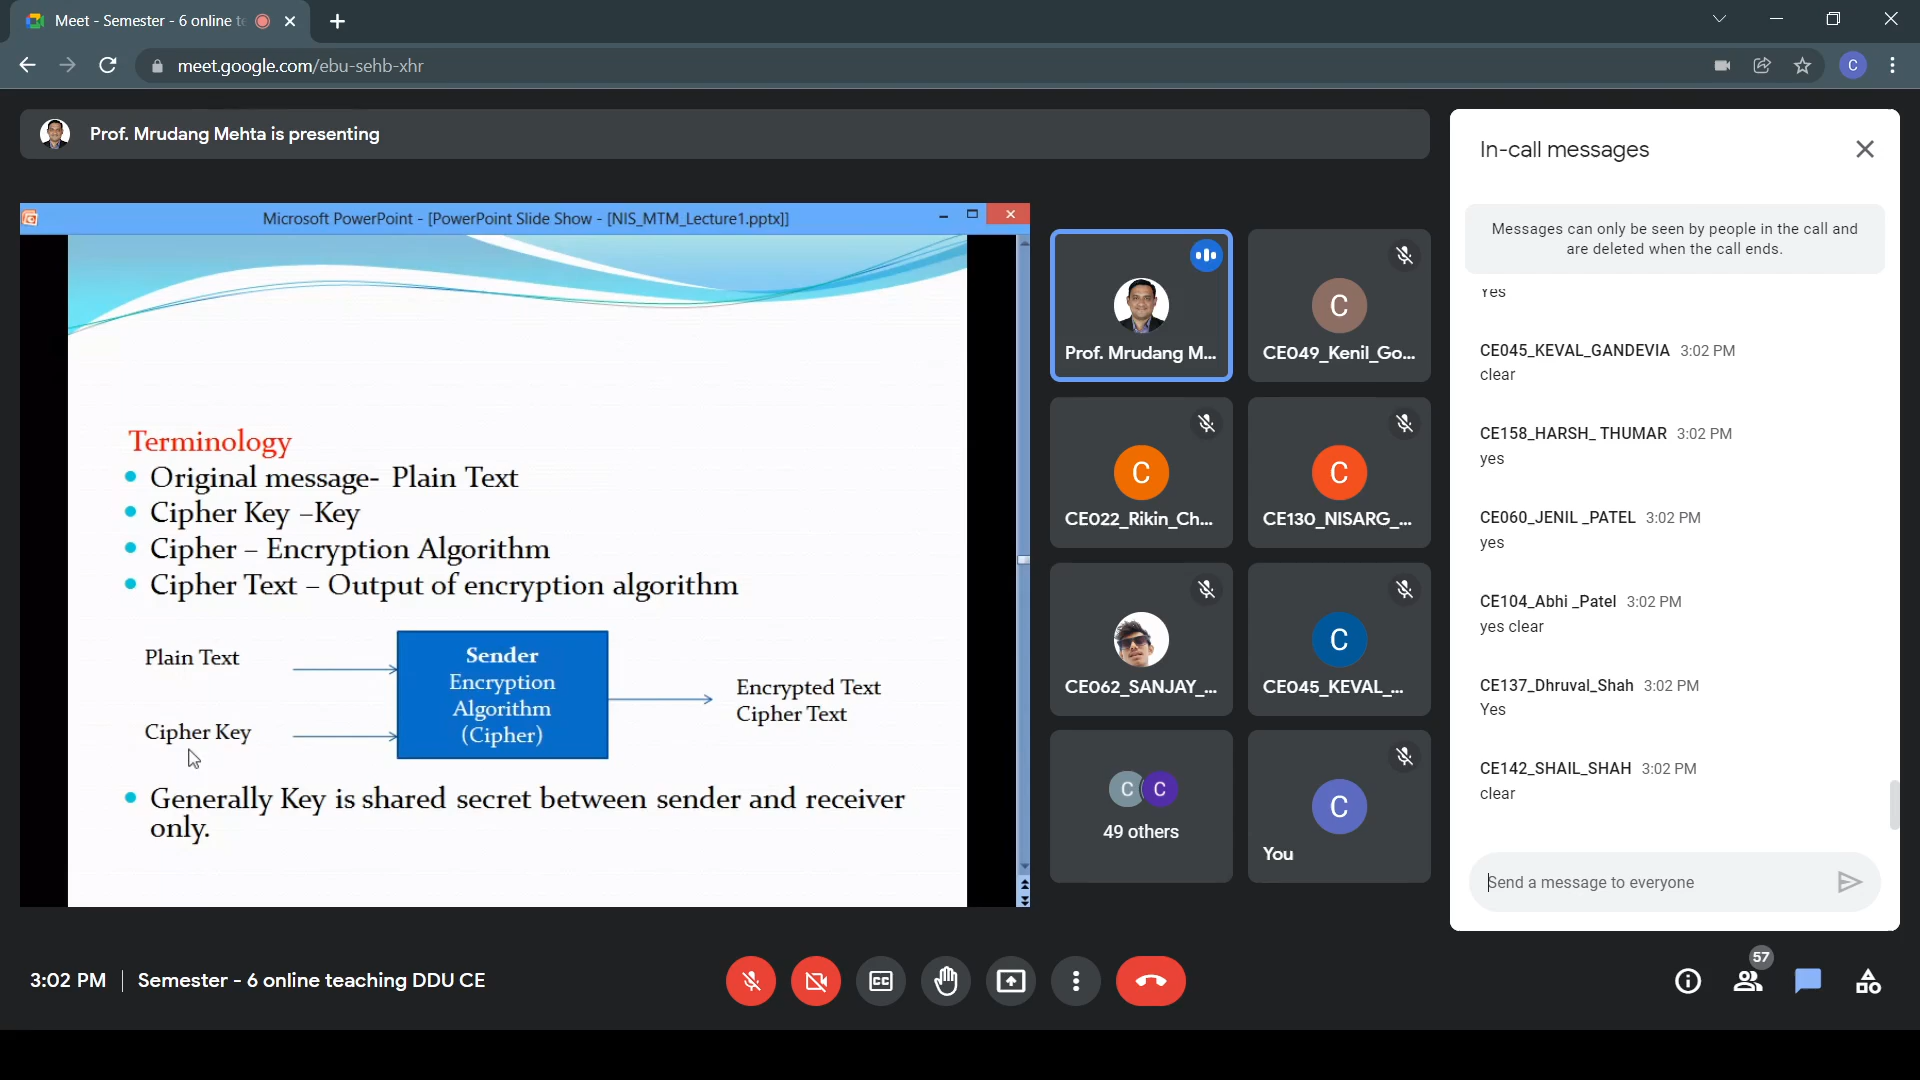 Meet - Semester - 6 online te
meet.google.com/ebu-sehb-xhr
C
Prof. Mrudang Mehta is presenting
Microsoft PowerPoint - [PowerPoint Slide Show - [NIS_MTM_Lecture1.pptx]]
Terminology
Original message- Plain Text
Cipher Key –Key
Cipher – Encryption Algorithm
Cipher Text – Output of encryption algorithm
Plain Text
Cipher Key
Sender
Encryption
Algorithm
(Cipher)
Encrypted Text
Cipher Text
Generally Key is shared secret between sender and receiver
only.
Prof. Mrudang M...
C
CE049_Kenil_Go...
C
CE022_Rikin_Ch...
C
CE130_NISARG_...
CE062_SANJAY_...
C
CE045_KEVAL_...
C C
49 others
C
You
In-call messages
Messages can only be seen by people in the call and
are deleted when the call ends.
Yes
CE045_KEVAL_GANDEVIA 3:02 PM
clear
CE158_HARSH_ THUMAR 3:02 PM
yes
CE060_JENIL _PATEL 3:02 PM
yes
CE104_Abhi _Patel 3:02 PM
yes clear
CE137_Dhruval_Shah 3:02 PM
Yes
CE142_SHAIL_SHAH 3:02 PM
clear
Send a message to everyone
3:02 PM | Semester - 6 online teaching DDU CE
CC
57